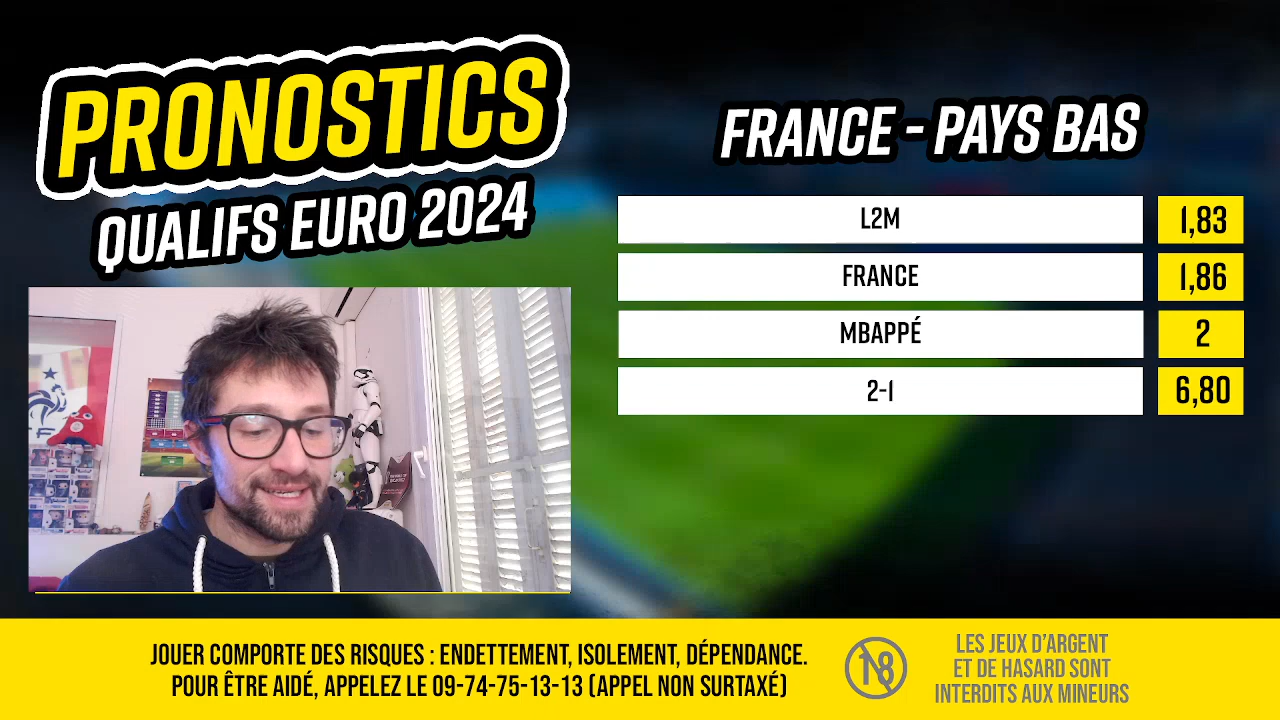 PRONOSTICS
QUALIFS EURO 2024
FRANCE - PAYS BAS
L2M
1,83
FRANCE
1,86
MBAPPÉ
2
2-1
6,80
JOUER COMPORTE DES RISQUES : ENDETTEMENT, ISOLEMENT, DÉPENDANCE.
POUR ÊTRE AIDÉ, APPELEZ LE 09-74-75-13-13 (APPEL NON SURTAXÉ)
18
LES JEUX D'ARGENT
ET DE HASARD SONT
INTERDITS AUX MINEURS